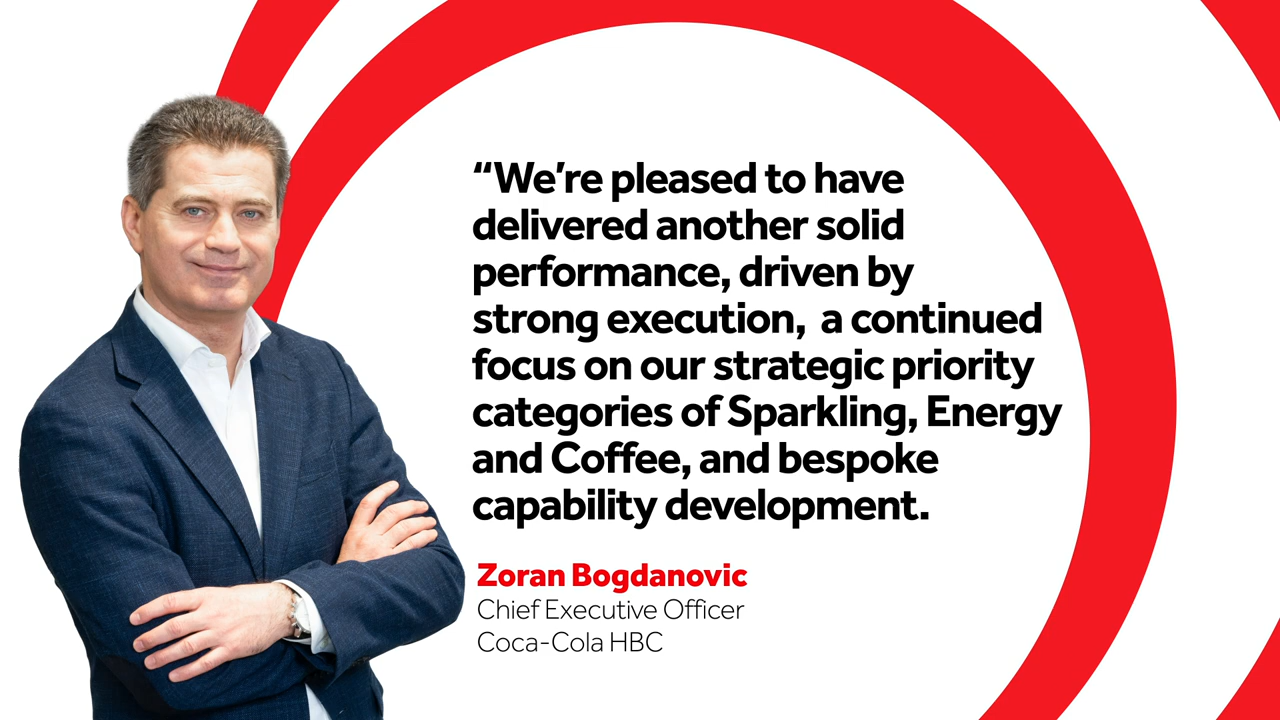 “We’re pleased to have
delivered another solid
performance, driven by
strong execution,  a continued
focus on our strategic priority
categories of Sparkling, Energy
and Coffee, and bespoke
capability development.
Zoran Bogdanovic
Chief Executive Officer
Coca-Cola HBC